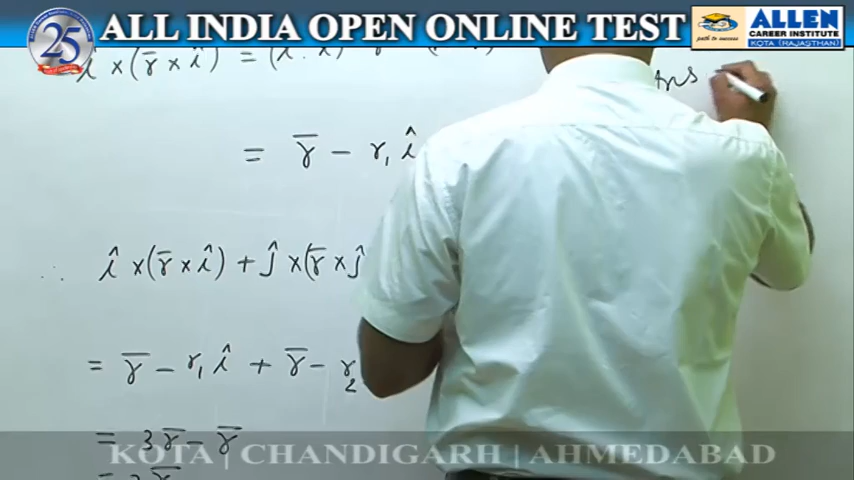 ALL INDIA OPEN ONLINE TEST
25
path to success
ALLEN
CAREER INSTITUTE
KOTA (RAJASTHAN)
× (r̄ × î) =
Ans
= r̄ − r₁ î
∴ î × (r̄ × î) + ĵ × (r̄ × ĵ
= r̄ − r₁ î + r̄ − r₂
= 3r̄ − r̄
KOTA | CHANDIGARH | AHMEDABAD